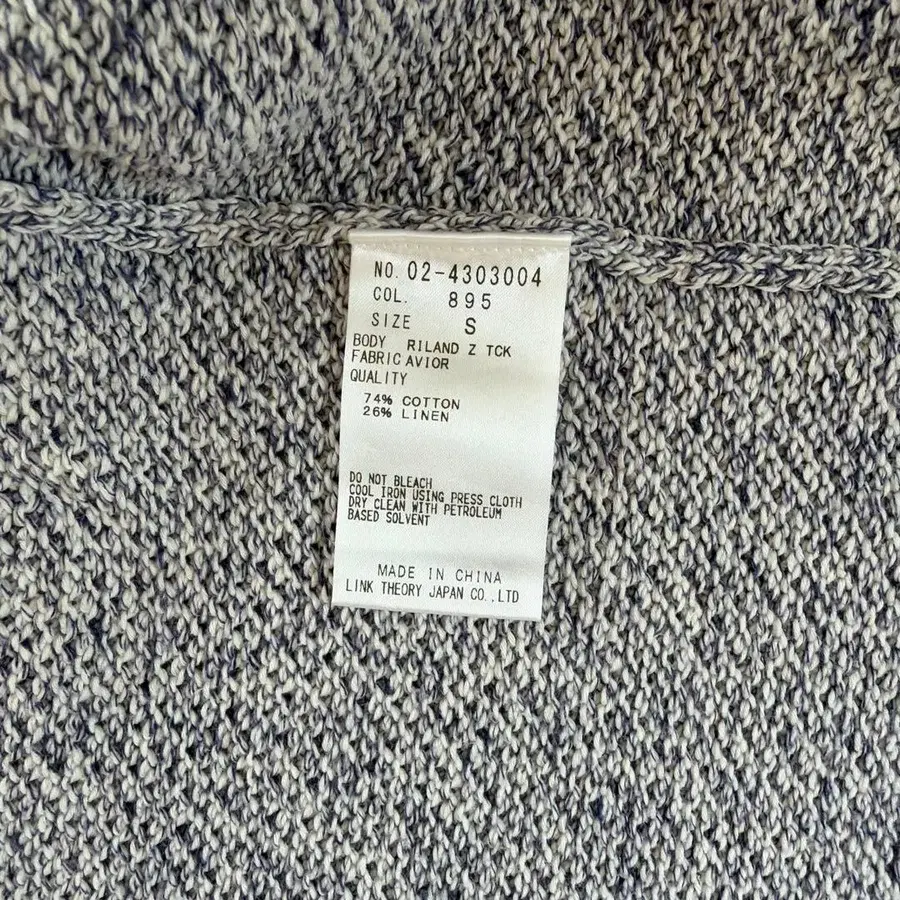 NO. 02-4303004
COL. 895
SIZE S
BODY RILAND Z TCK
FABRIC AVIOR
QUALITY
74% COTTON
26% LINEN
DO NOT BLEACH
COOL IRON USING PRESS CLOTH
DRY CLEAN WITH PETROLEUM
BASED SOLVENT
MADE IN CHINA
LINK THEORY JAPAN CO.,LTD